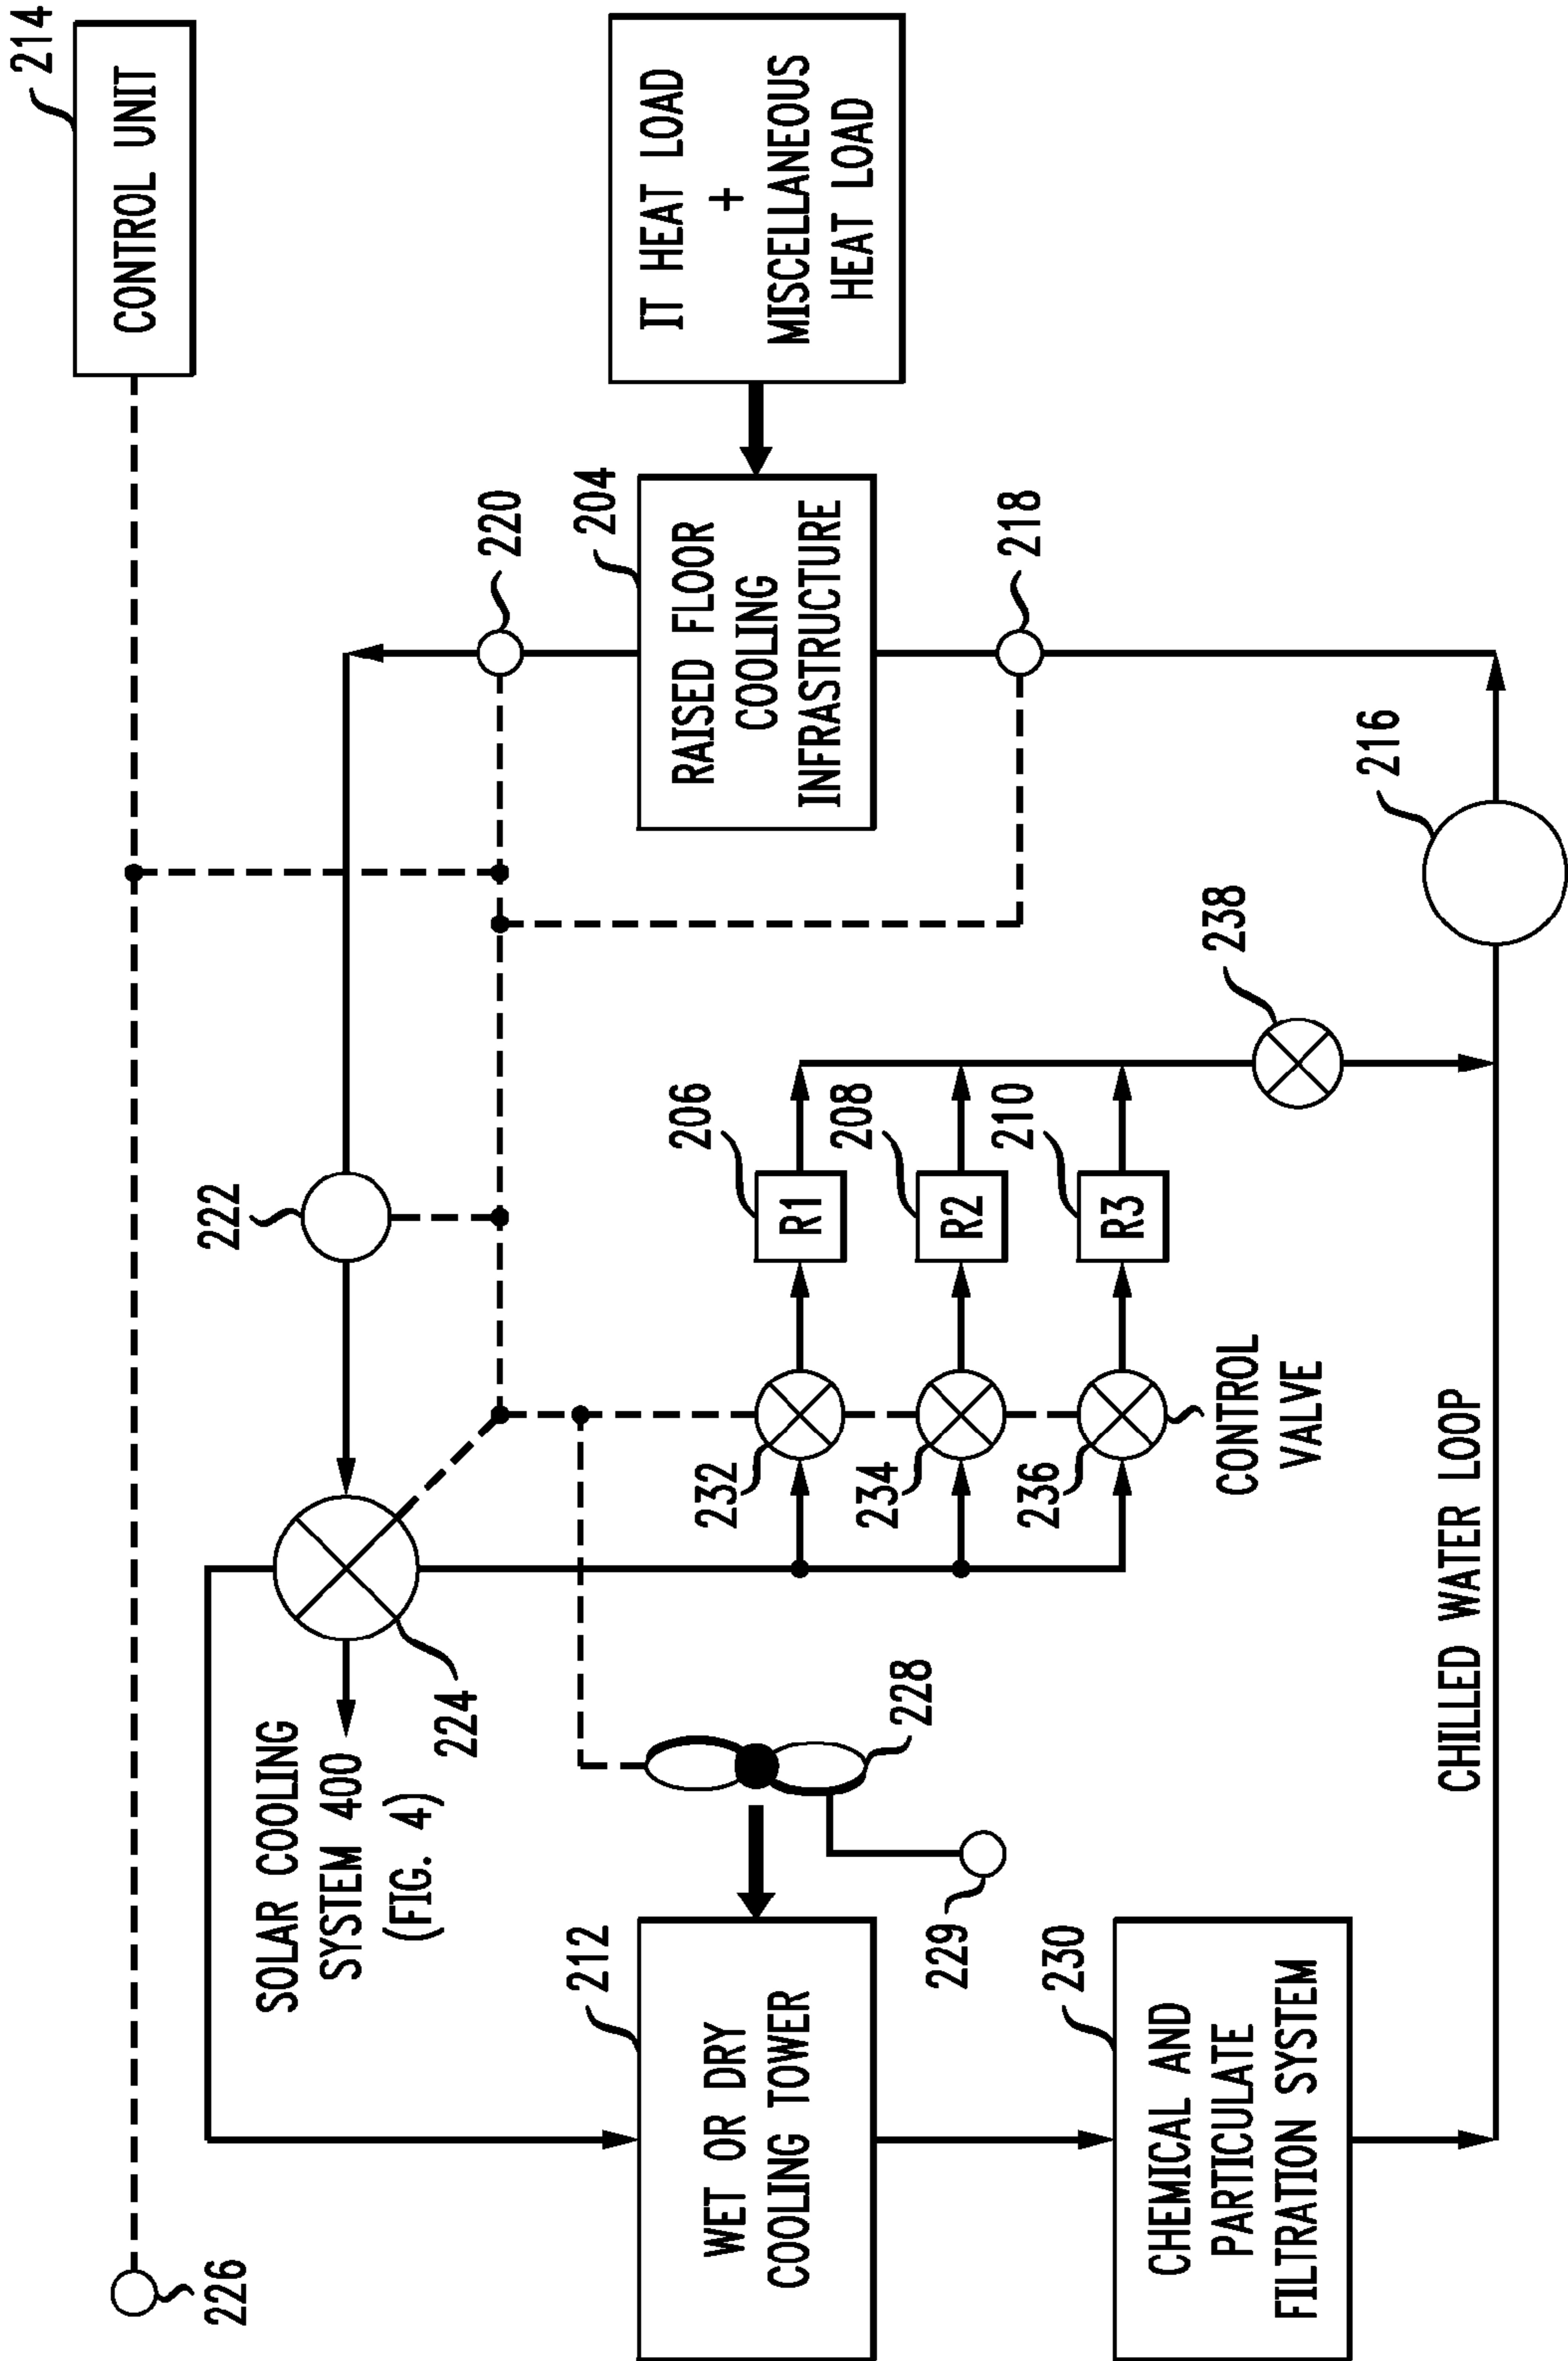 214
CONTROL UNIT
IT HEAT LOAD
+
MISCELLANEOUS
HEAT LOAD
220
204
RAISED FLOOR
COOLING
INFRASTRUCTURE
218
216
222
206
R1
208
R2
210
R3
238
232
234
236
CONTROL
VALVE
SOLAR COOLING
SYSTEM 400
(FIG. 4)
224
228
229
226
212
WET OR DRY
COOLING TOWER
230
CHEMICAL AND
PARTICULATE
FILTRATION SYSTEM
CHILLED WATER LOOP